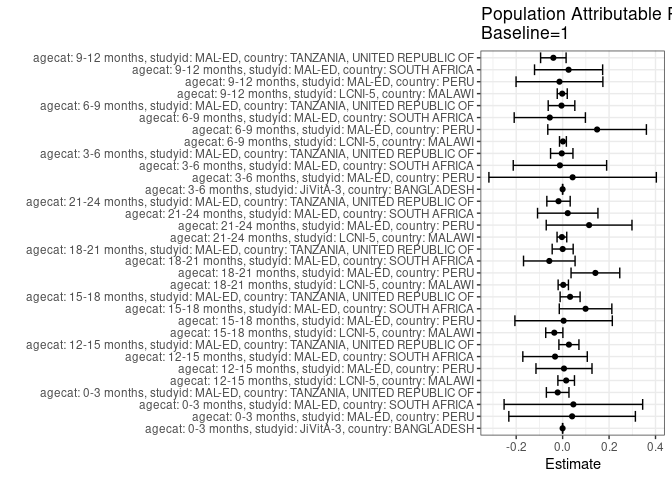 Population Attributable
Baseline=1
agecat: 9-12 months, studyid: MAL-ED, country: TANZANIA, UNITED REPUBLIC OF
agecat: 9-12 months, studyid: MAL-ED, country: SOUTH AFRICA
agecat: 9-12 months, studyid: MAL-ED, country: PERU
agecat: 9-12 months, studyid: LCNI-5, country: MALAWI
agecat: 6-9 months, studyid: MAL-ED, country: TANZANIA, UNITED REPUBLIC OF
agecat: 6-9 months, studyid: MAL-ED, country: SOUTH AFRICA
agecat: 6-9 months, studyid: MAL-ED, country: PERU
agecat: 6-9 months, studyid: LCNI-5, country: MALAWI
agecat: 3-6 months, studyid: MAL-ED, country: TANZANIA, UNITED REPUBLIC OF
agecat: 3-6 months, studyid: MAL-ED, country: SOUTH AFRICA
agecat: 3-6 months, studyid: MAL-ED, country: PERU
agecat: 3-6 months, studyid: JiVitA-3, country: BANGLADESH
agecat: 21-24 months, studyid: MAL-ED, country: TANZANIA, UNITED REPUBLIC OF
agecat: 21-24 months, studyid: MAL-ED, country: SOUTH AFRICA
agecat: 21-24 months, studyid: MAL-ED, country: PERU
agecat: 21-24 months, studyid: LCNI-5, country: MALAWI
agecat: 18-21 months, studyid: MAL-ED, country: TANZANIA, UNITED REPUBLIC OF
agecat: 18-21 months, studyid: MAL-ED, country: SOUTH AFRICA
agecat: 18-21 months, studyid: MAL-ED, country: PERU
agecat: 18-21 months, studyid: LCNI-5, country: MALAWI
agecat: 15-18 months, studyid: MAL-ED, country: TANZANIA, UNITED REPUBLIC OF
agecat: 15-18 months, studyid: MAL-ED, country: SOUTH AFRICA
agecat: 15-18 months, studyid: MAL-ED, country: PERU
agecat: 15-18 months, studyid: LCNI-5, country: MALAWI
agecat: 12-15 months, studyid: MAL-ED, country: TANZANIA, UNITED REPUBLIC OF
agecat: 12-15 months, studyid: MAL-ED, country: SOUTH AFRICA
agecat: 12-15 months, studyid: MAL-ED, country: PERU
agecat: 12-15 months, studyid: LCNI-5, country: MALAWI
agecat: 0-3 months, studyid: MAL-ED, country: TANZANIA, UNITED REPUBLIC OF
agecat: 0-3 months, studyid: MAL-ED, country: SOUTH AFRICA
agecat: 0-3 months, studyid: MAL-ED, country: PERU
agecat: 0-3 months, studyid: JiVitA-3, country: BANGLADESH
-0.2 0.0 0.2 0.4
Estimate